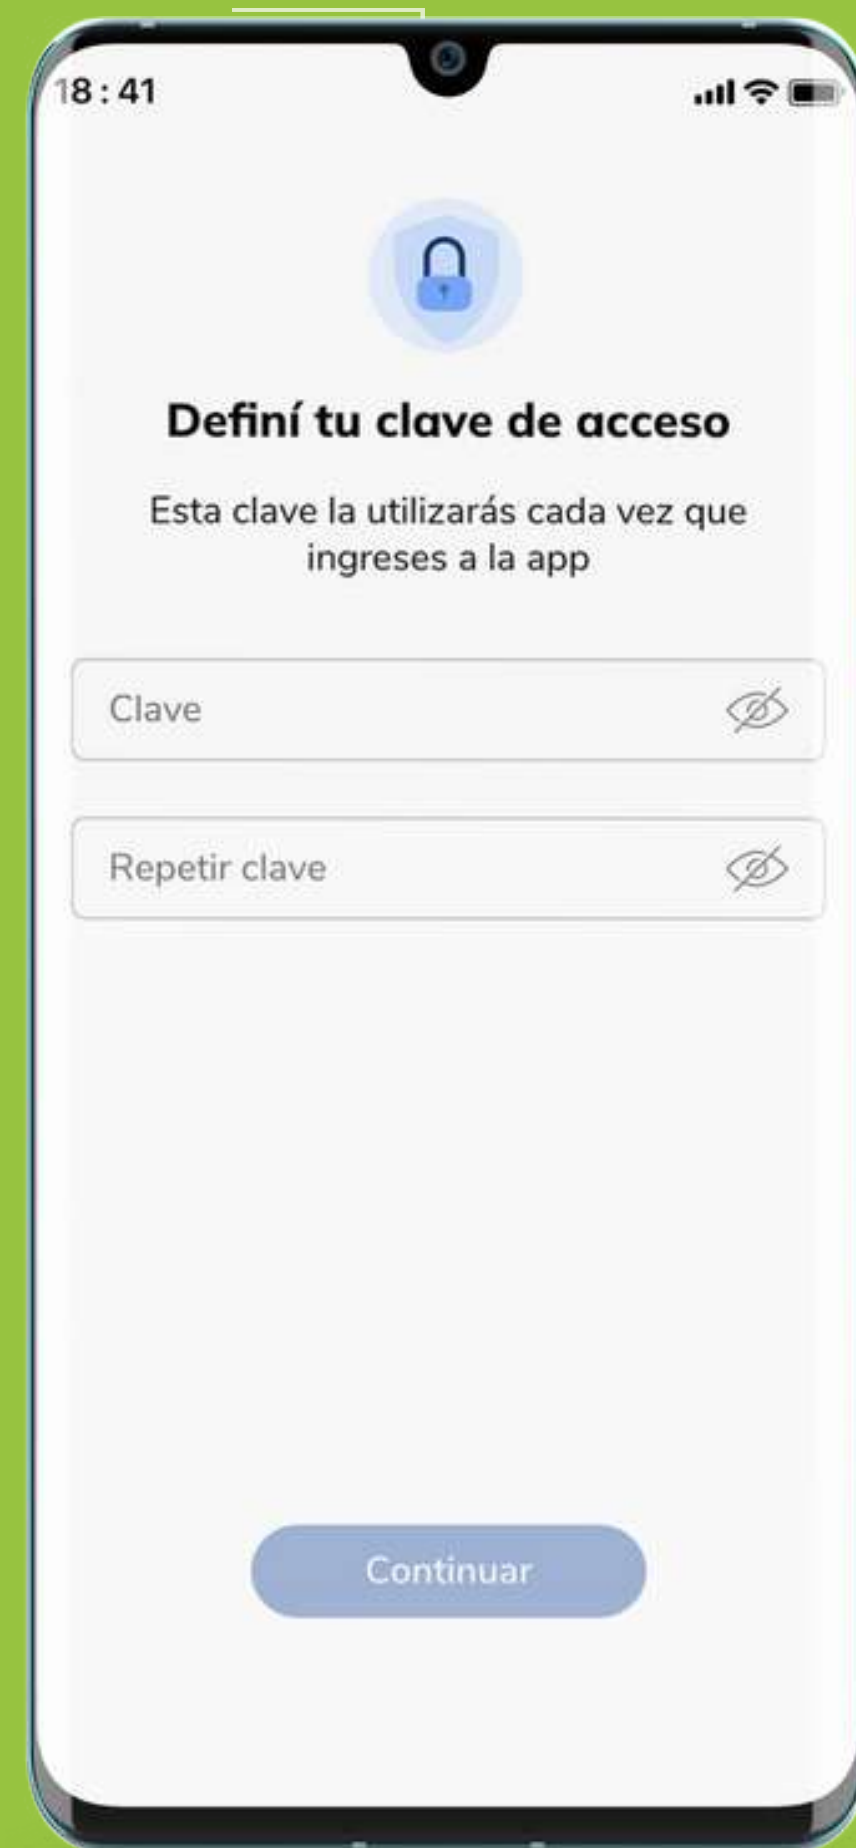 18:41
Definí tu clave de acceso
Esta clave la utilizarás cada vez que
ingreses a la app
Clave
Repetir clave
Continuar